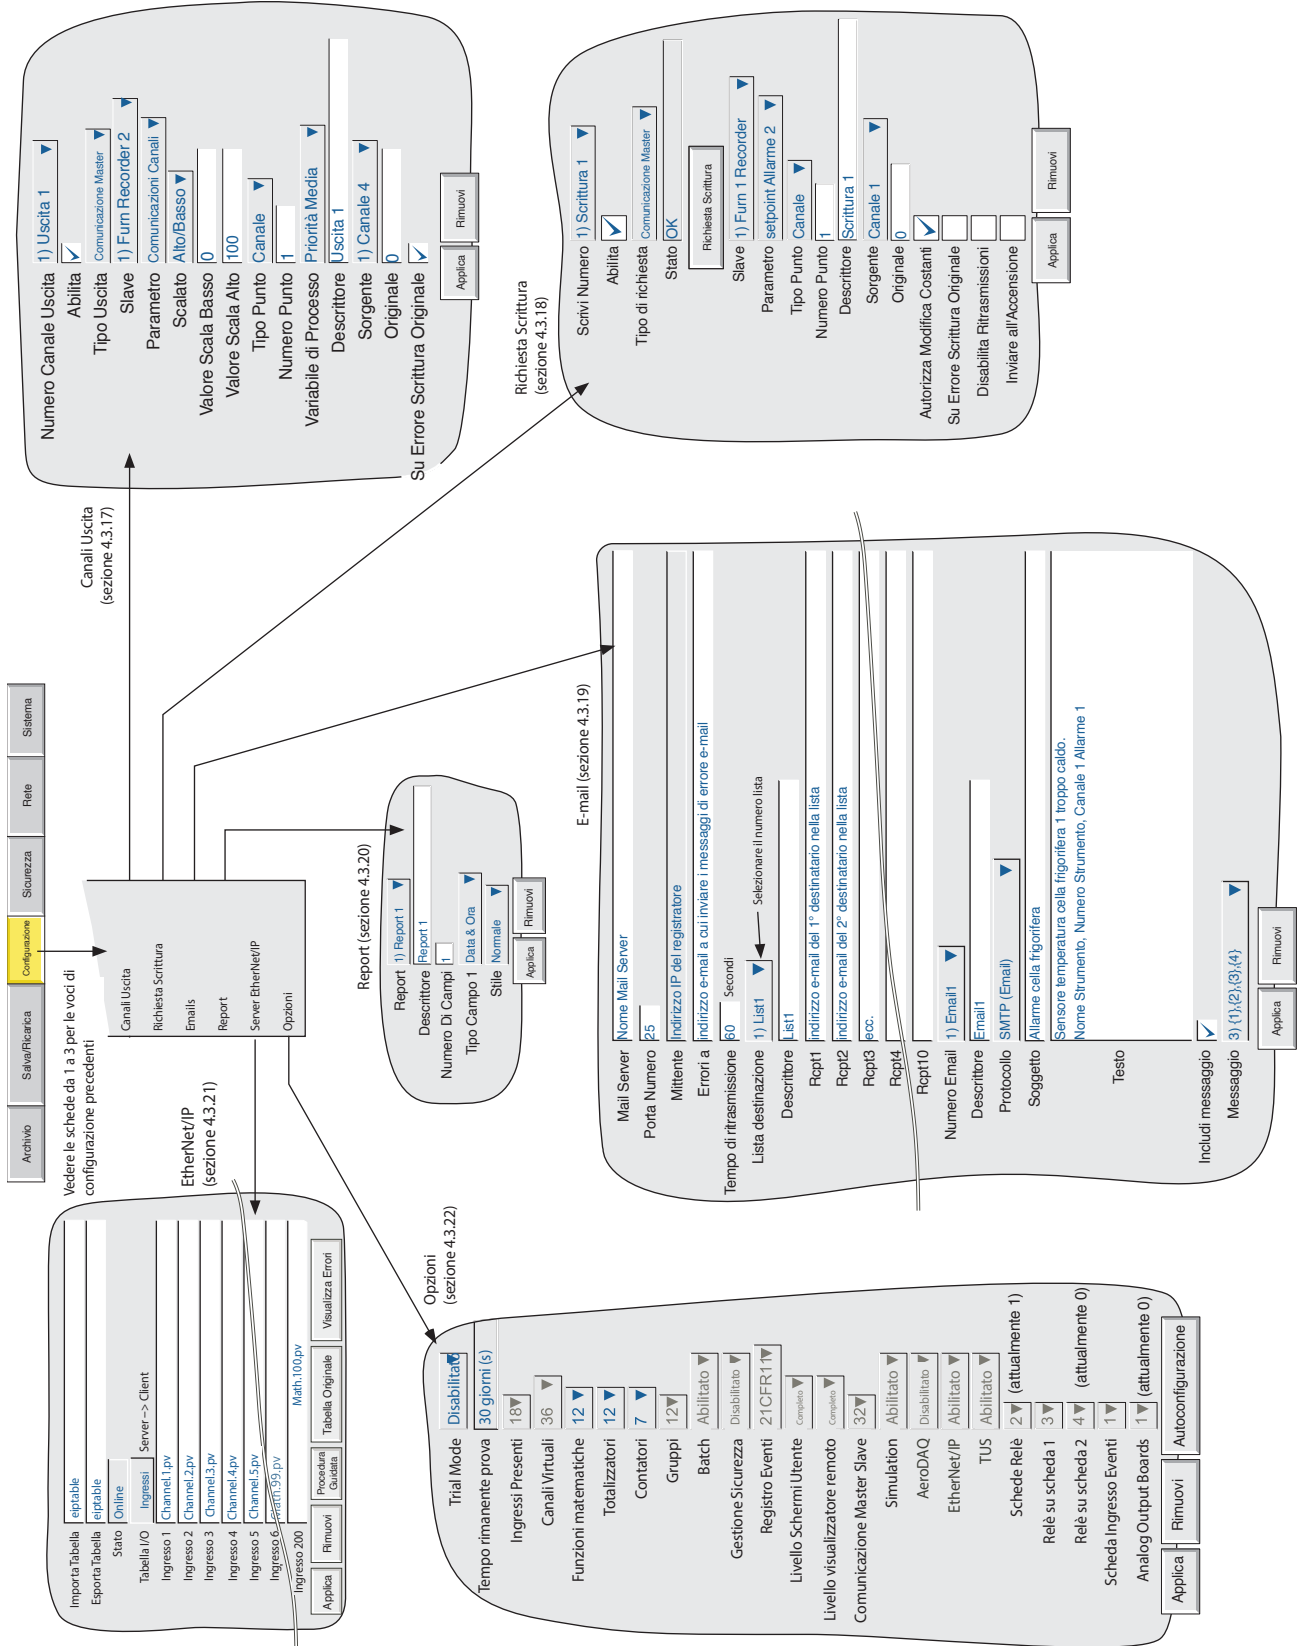 Archivio
Salva/Ricarica
Configurazione
Sicurezza
Rete
Sistema
Vedere le schede da 1 a 3 per le voci di
configurazione precedenti
Canali Uscita
Richiesta Scrittura
Emails
Report
Server EtherNet/IP
Opzioni
EtherNet/IP
(sezione 4.3.21)
Importa Tabella eiptable
Esporta Tabella eiptable
Stato Online
Tabella I/O Ingressi Server –> Client
Ingresso 1 Channel.1.pv
Ingresso 2 Channel.2.pv
Ingresso 3 Channel.3.pv
Ingresso 4 Channel.4.pv
Ingresso 5 Channel.5.pv
Ingresso 6 Math.99.pv
Ingresso 200 Math.100.pv
Applica Rimuovi Procedura Guidata Tabella Originale Visualizza Errori
Canali Uscita
(sezione 4.3.17)
Numero Canale Uscita 1) Uscita 1
Abilita
Tipo Uscita Comunicazione Master
Slave 1) Furn Recorder 2
Parametro Comunicazioni Canali
Scalato Alto/Basso
Valore Scala Basso 0
Valore Scala Alto 100
Tipo Punto Canale
Numero Punto 1
Variabile di Processo Priorità Media
Descrittore Uscita 1
Sorgente 1) Canale 4
Originale 0
Su Errore Scrittura Originale
Applica Rimuovi
Report (sezione 4.3.20)
Report 1) Report 1
Descrittore Report 1
Numero Di Campi 1
Tipo Campo 1 Data & Ora
Stile Normale
Applica Rimuovi
Richiesta Scrittura
(sezione 4.3.18)
Scrivi Numero 1) Scrittura 1
Abilita
Tipo di richiesta Comunicazione Master
Stato OK
Richiesta Scrittura
Slave 1) Furn 1 Recorder
Parametro setpoint Allarme 2
Tipo Punto Canale
Numero Punto 1
Descrittore Scrittura 1
Sorgente Canale 1
Originale 0
Autorizza Modifica Costanti
Su Errore Scrittura Originale
Disabilita Ritrasmissioni
Inviare all'Accensione
Applica Rimuovi
Opzioni
(sezione 4.3.22)
Trial Mode Disabilitato
Tempo rimanente prova 30 giorni (s)
Ingressi Presenti 18
Canali Virtuali 36
Funzioni matematiche 12
Totalizzatori 12
Contatori 7
Gruppi 12
Batch Abilitato
Gestione Sicurezza Disabilitato
Registro Eventi 21CFR11
Livello Schermi Utente Completo
Livello visualizzatore remoto Completo
Comunicazione Master Slave 32
Simulation Abilitato
AeroDAQ Disabilitato
EtherNet/IP Abilitato
TUS Abilitato
Schede Relè 2 (attualmente 1)
Relè su scheda 1 3
Relè su scheda 2 4 (attualmente 0)
Scheda Ingresso Eventi 1
Analog Output Boards 1 (attualmente 0)
Applica Rimuovi Autoconfigurazione
E-mail (sezione 4.3.19)
Mail Server Nome Mail Server
Porta Numero 25
Mittente Indirizzo IP del registratore
Errori a indirizzo e-mail a cui inviare i messaggi di errore e-mail
Tempo di ritrasmissione 60 Secondi
Lista destinazione 1) List1 Selezionare il numero lista
Descrittore List1
Rcpt1 indirizzo e-mail del 1° destinatario nella lista
Rcpt2 indirizzo e-mail del 2° destinatario nella lista
Rcpt3 ecc.
Rcpt4
Rcpt10
Numero Email 1) Email1
Descrittore Email1
Protocollo SMTP (Email)
Soggetto Allarme cella frigorifera
Sensore temperatura cella frigorifera 1 troppo caldo.
Nome Strumento, Numero Strumento, Canale 1 Allarme 1
Testo
Includi messaggio
Messaggio 3) {1},{2},{3},{4}
Applica Rimuovi